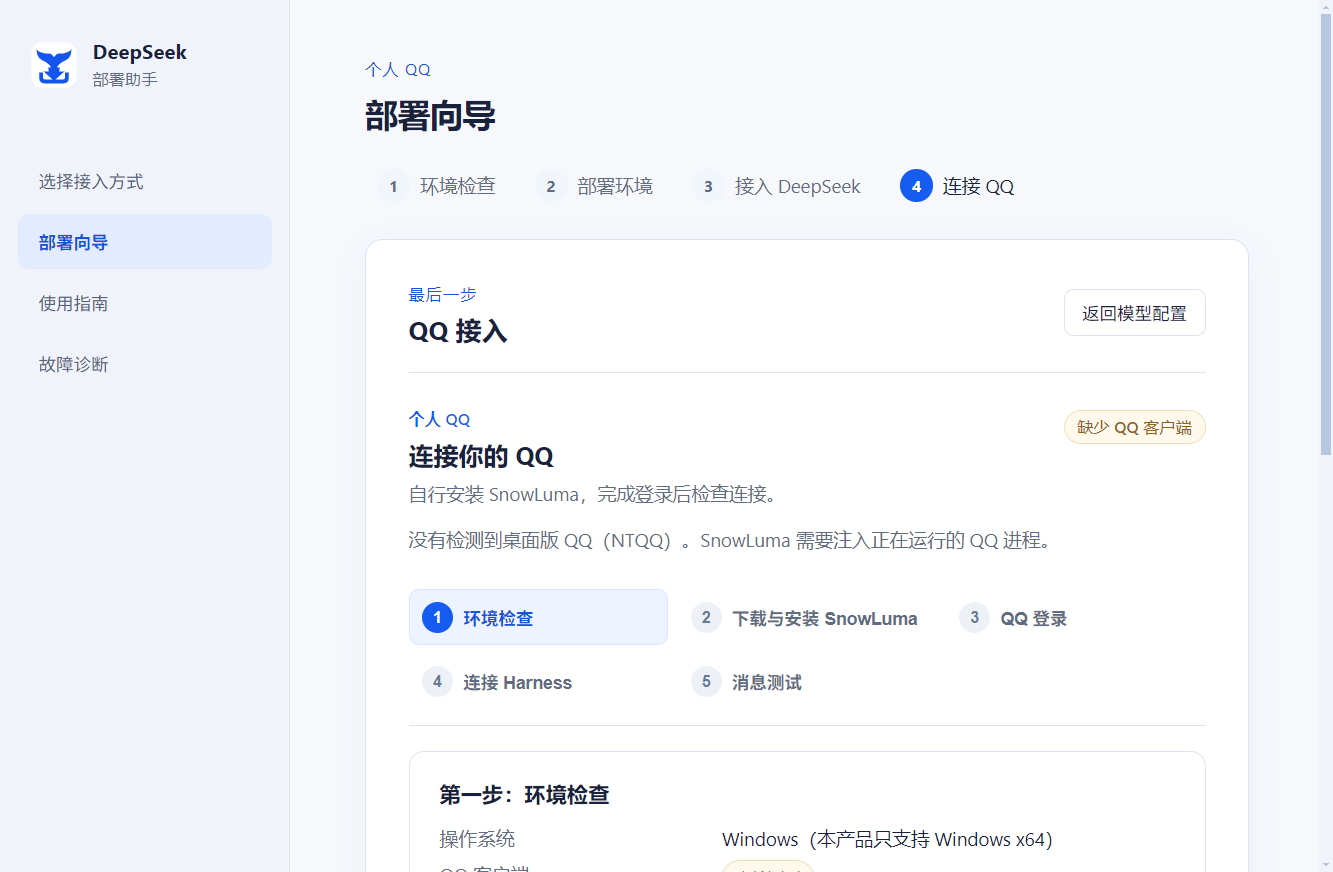 DeepSeek
部署助手
选择接入方式
部署向导
使用指南
故障诊断
个人 QQ
部署向导
1 环境检查
2 部署环境
3 接入 DeepSeek
4 连接 QQ
最后一步
QQ 接入
返回模型配置
个人 QQ
缺少 QQ 客户端
连接你的 QQ
自行安装 SnowLuma，完成登录后检查连接。
没有检测到桌面版 QQ（NTQQ）。SnowLuma 需要注入正在运行的 QQ 进程。
1 环境检查
2 下载与安装 SnowLuma
3 QQ 登录
4 连接 Harness
5 消息测试
第一步：环境检查
操作系统
Windows（本产品只支持 Windows x64）
QQ 客户端